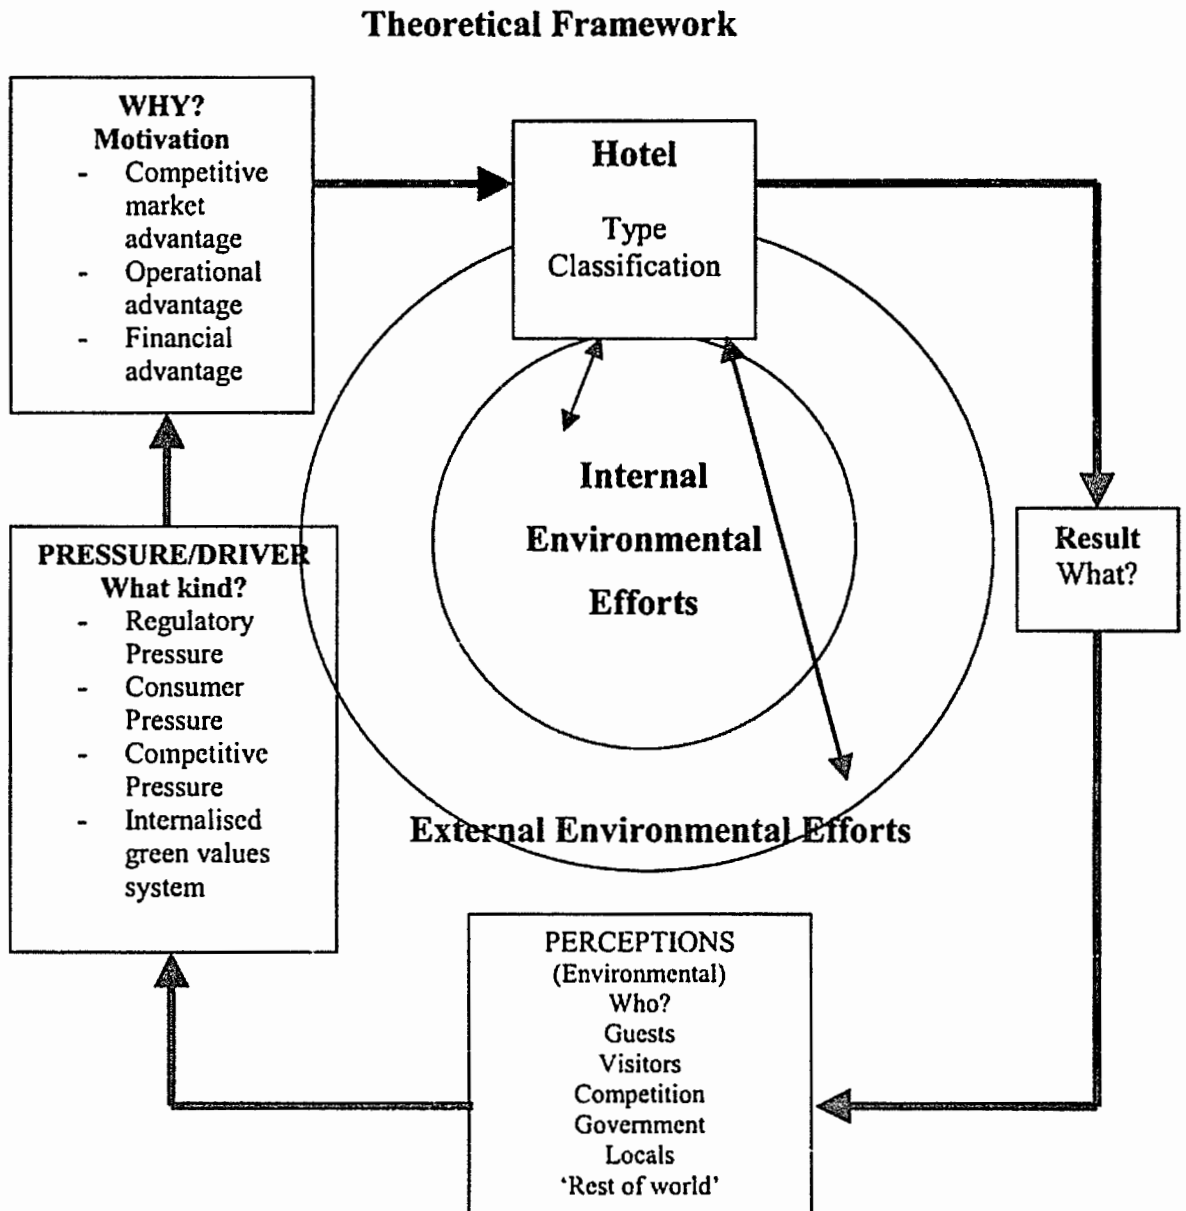 Theoretical Framework
WHY?
Motivation
- Competitive
market
advantage
- Operational
advantage
- Financial
advantage
Hotel
Type
Classification
Internal
Environmental
Efforts
External Environmental Efforts
Result
What?
PRESSURE/DRIVER
What kind?
- Regulatory
Pressure
- Consumer
Pressure
- Competitive
Pressure
- Internalised
green values
system
PERCEPTIONS
(Environmental)
Who?
Guests
Visitors
Competition
Government
Locals
‘Rest of world’